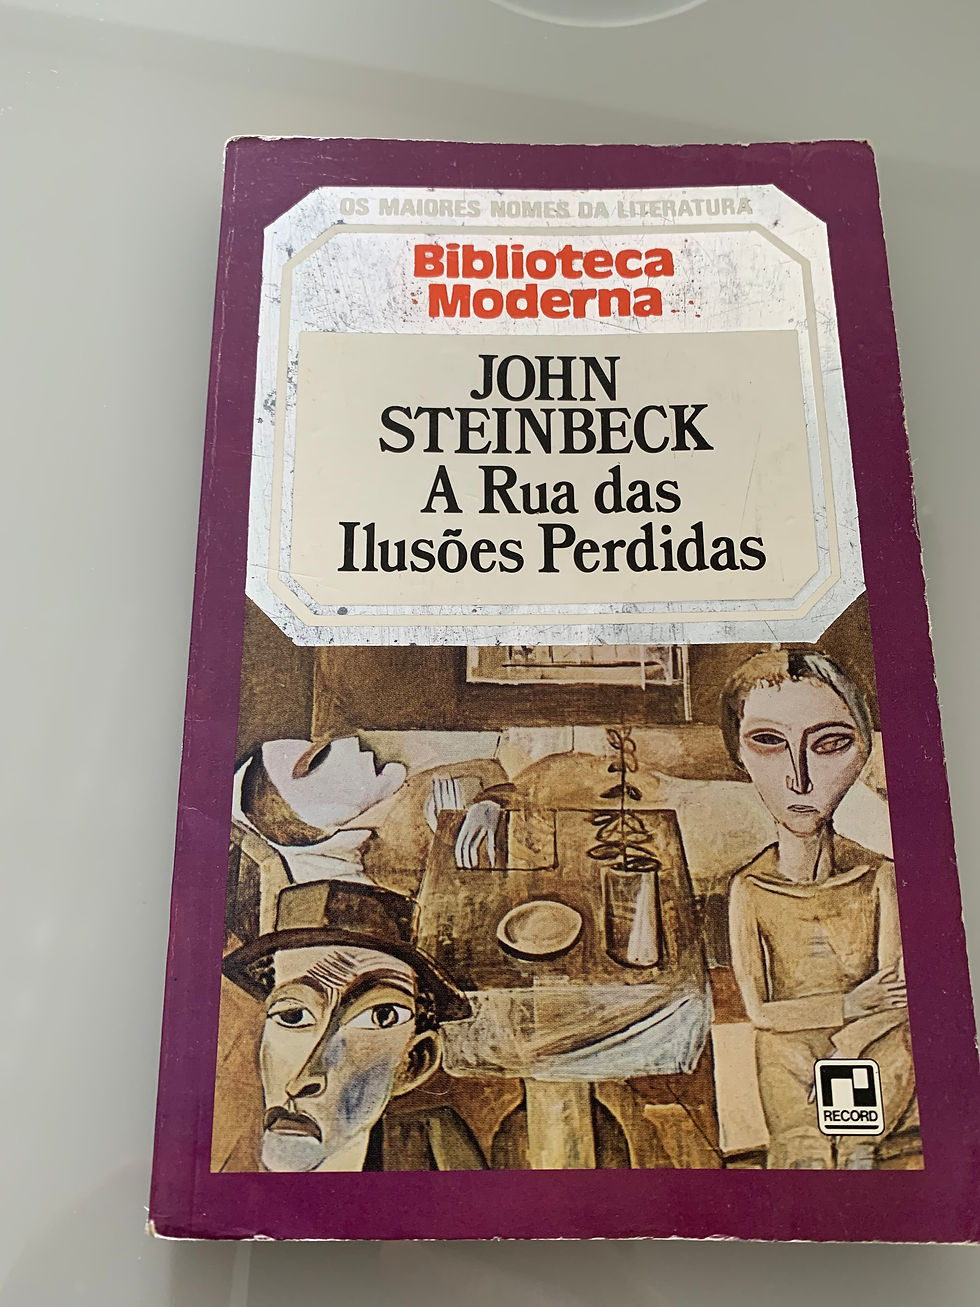 OS MAIORES NOMES DA LITERATURA
Biblioteca
Moderna
JOHN
STEINBECK
A Rua das
Ilusões Perdidas
RECORD